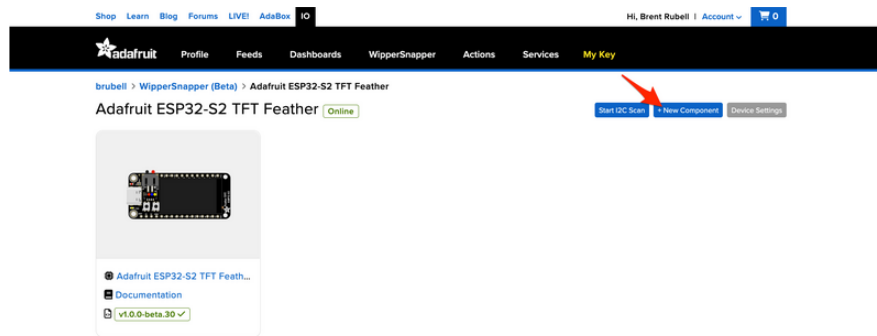 Shop Learn Blog Forums LIVE! AdaBox IO Hi, Brent Rubell | Account 0
adafruit Profile Feeds Dashboards WipperSnapper Actions Services My Key
brubell > WipperSnapper (Beta) > Adafruit ESP32-S2 TFT Feather
Adafruit ESP32-S2 TFT Feather Online Start I2C Scan + New Component Device Settings
Adafruit ESP32-S2 TFT Feath...
Documentation
v1.0.0-beta.30 ✓